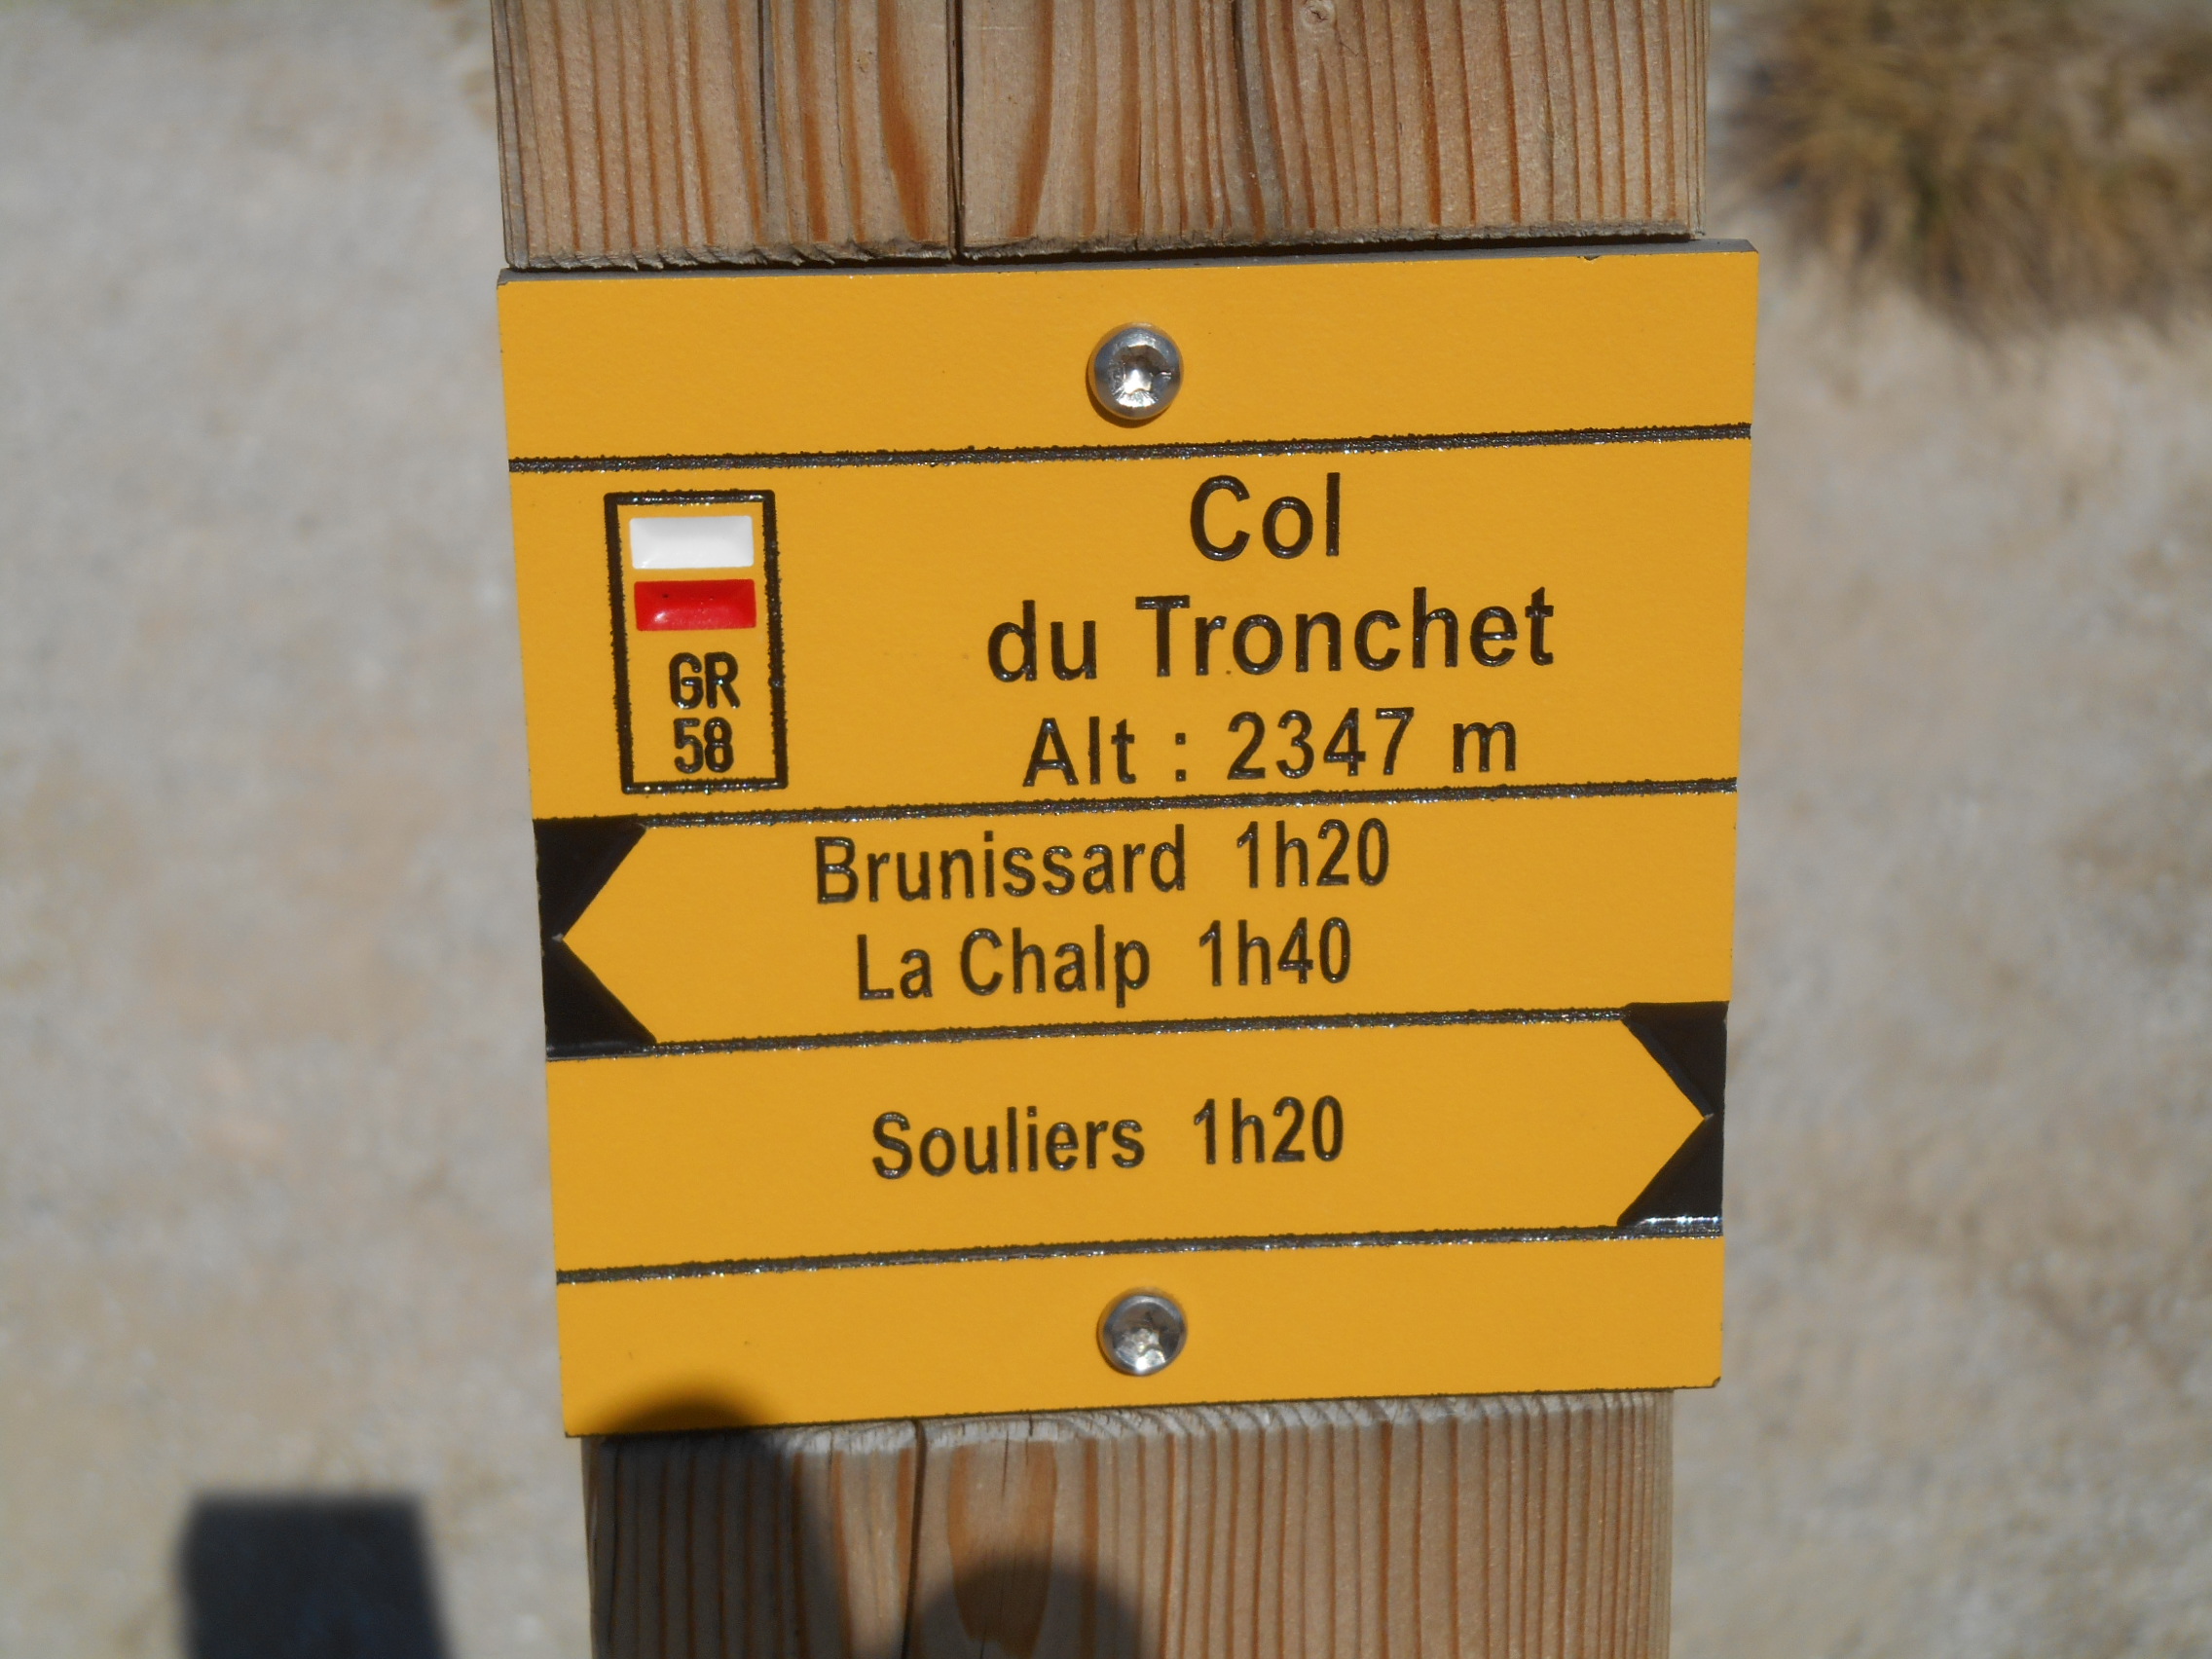 GR
58
Col
du Tronchet
Alt : 2347 m
Brunissard 1h20
La Chalp 1h40
Souliers 1h20